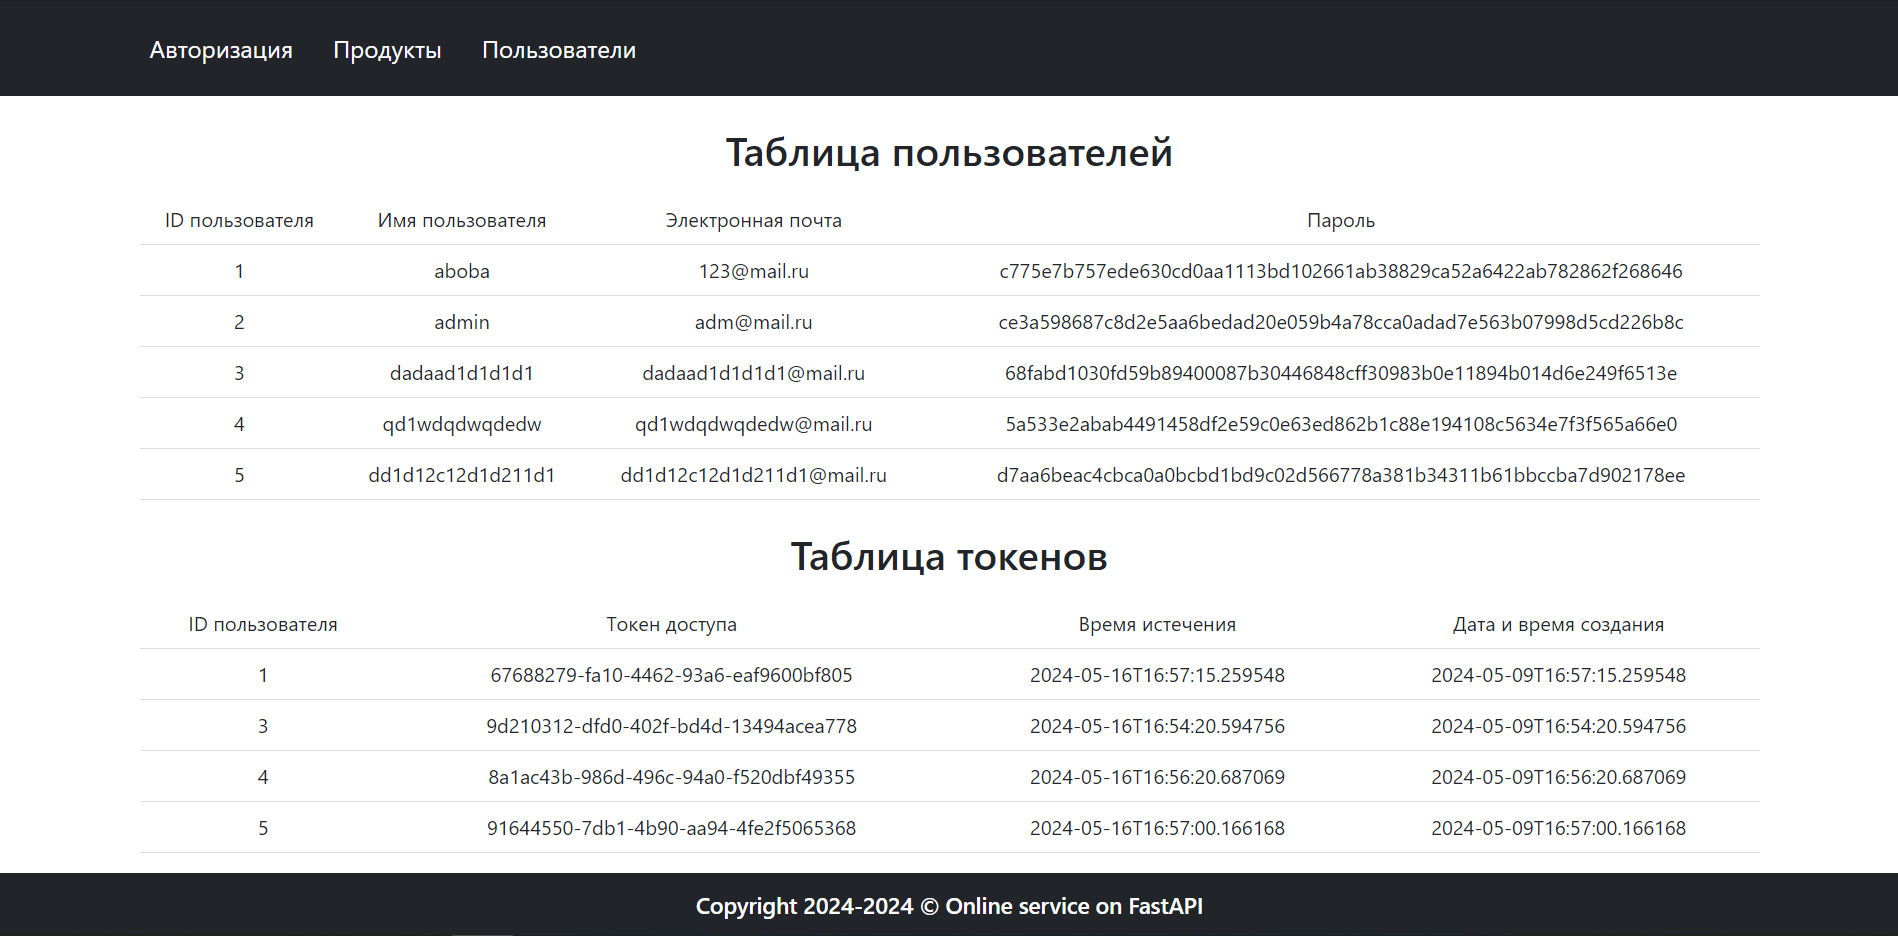 Авторизация Продукты Пользователи
Таблица пользователей
ID пользователя Имя пользователя Электронная почта Пароль
1 aboba 123@mail.ru c775e7b757ede630cd0aa1113bd102661ab38829ca52a6422ab782862f268646
2 admin adm@mail.ru ce3a598687c8d2e5aa6bedad20e059b4a78cca0adad7e563b07998d5cd226b8c
3 dadaad1d1d1d1 dadaad1d1d1d1@mail.ru 68fabd1030fd59b89400087b30446848cff30983b0e11894b014d6e249f6513e
4 qd1wdqdwqdedw qd1wdqdwqdedw@mail.ru 5a533e2abab4491458df2e59c0e63ed862b1c88e194108c5634e7f3f565a66e0
5 dd1d12c12d1d211d1 dd1d12c12d1d211d1@mail.ru d7aa6beac4cbca0a0bcbd1bd9c02d566778a381b34311b61bbccba7d902178ee
Таблица токенов
ID пользователя Токен доступа Время истечения Дата и время создания
1 67688279-fa10-4462-93a6-eaf9600bf805 2024-05-16T16:57:15.259548 2024-05-09T16:57:15.259548
3 9d210312-dfd0-402f-bd4d-13494acea778 2024-05-16T16:54:20.594756 2024-05-09T16:54:20.594756
4 8a1ac43b-986d-496c-94a0-f520dbf49355 2024-05-16T16:56:20.687069 2024-05-09T16:56:20.687069
5 91644550-7db1-4b90-aa94-4fe2f5065368 2024-05-16T16:57:00.166168 2024-05-09T16:57:00.166168
Copyright 2024-2024 © Online service on FastAPI